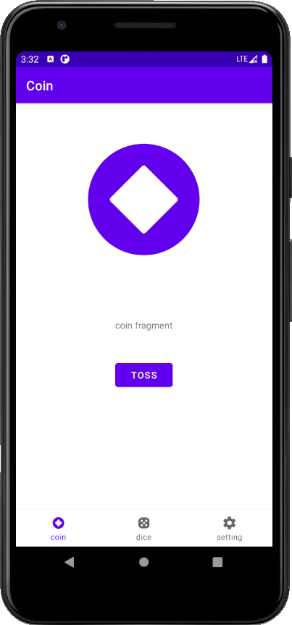 3:32 LTE
Coin
coin fragment
TOSS
coin dice setting